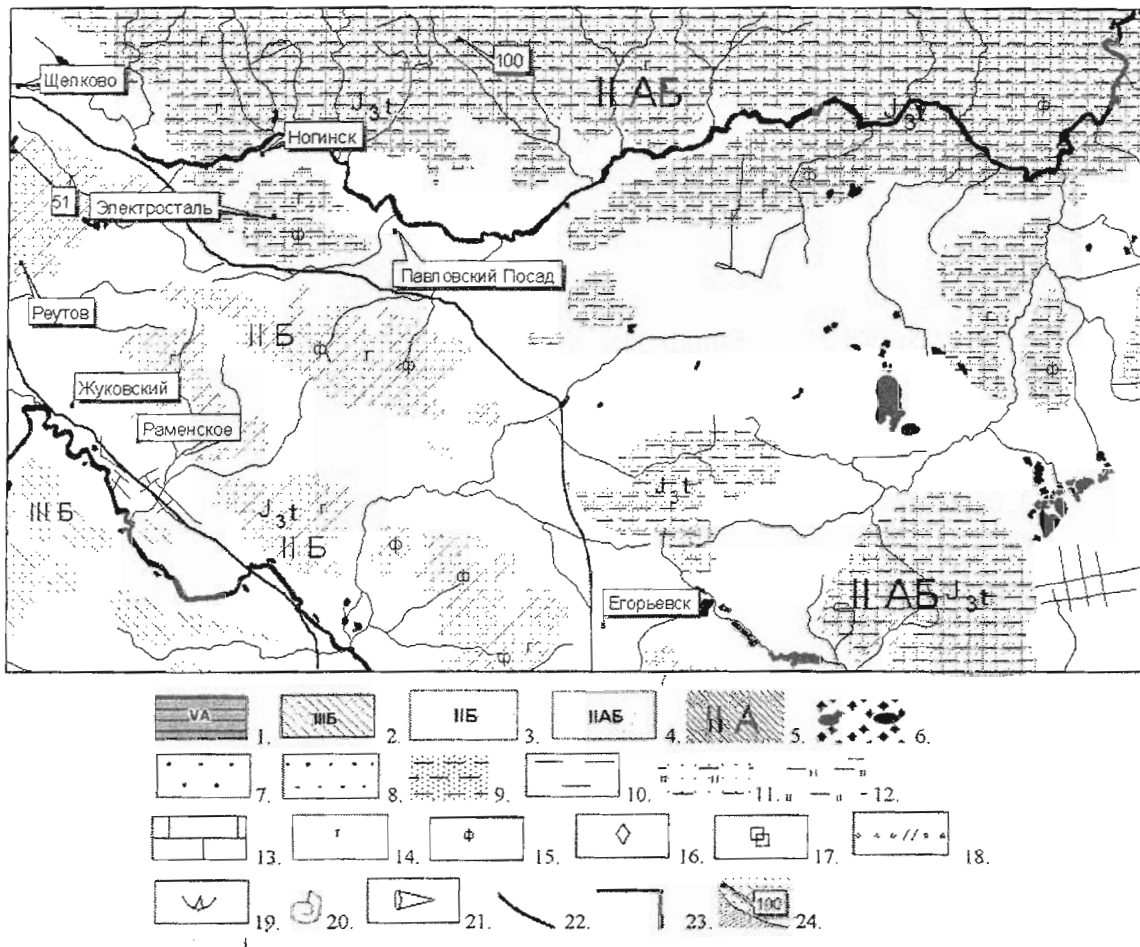 г
100
II АБ
Щелково
J₃t
J₃t
ф
Ногинск
51
г
ф
г
Электросталь
ф
Павловский Посад
Реутов
II Б
ф
г
ф
г
г
ф
Жуковский
Раменское
III Б
J₃t
г
II Б
J₃t
ф
ф
Егорьевск
II АБ J₃t
ф
г
VA 1. IIIБ 2. IIБ 3. IIАБ 4. II А 5. 6.
7. 8. 9. 10. 11. 12.
13. г 14. ф 15. 16. 17. 18.
19. 20. 21. 22. 23. 100 24.